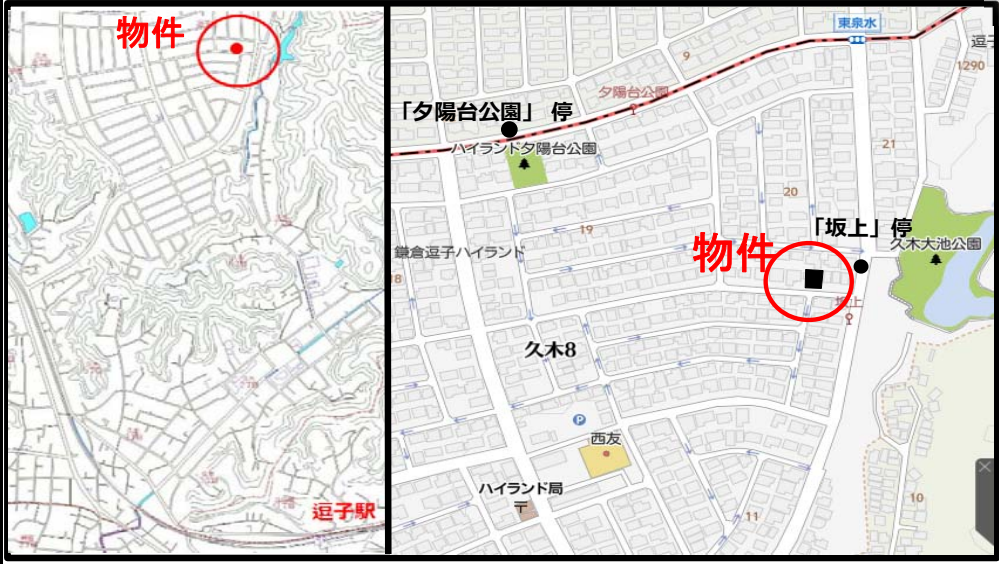 物件
逗子駅
東泉水
逗子
1290
9
夕陽台公園
「夕陽台公園」 停
ハイランド夕陽台公園
21
20
19
「坂上」停
久木大池公園
鎌倉逗子ハイランド
物件
18
坂上
久木8
P
西友
ハイランド局
〒
11
10